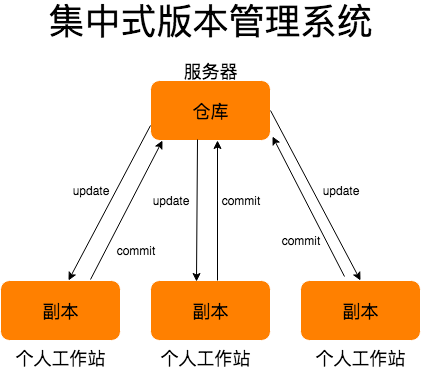 集中式版本管理系统
服务器
仓库
update
update
commit
update
commit
commit
副本
副本
副本
个人工作站
个人工作站
个人工作站